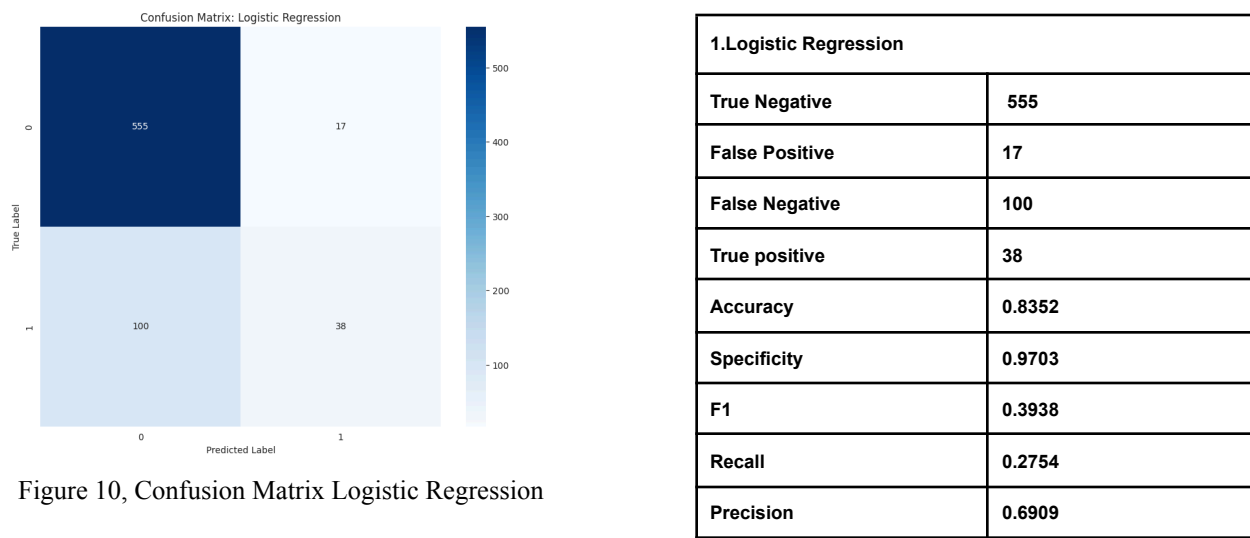 Confusion Matrix: Logistic Regression
555 17
100 38
0
1
True Label
0 1
Predicted Label
500
400
300
200
100
Figure 10, Confusion Matrix Logistic Regression
1.Logistic Regression
True Negative 555
False Positive 17
False Negative 100
True positive 38
Accuracy 0.8352
Specificity 0.9703
F1 0.3938
Recall 0.2754
Precision 0.6909